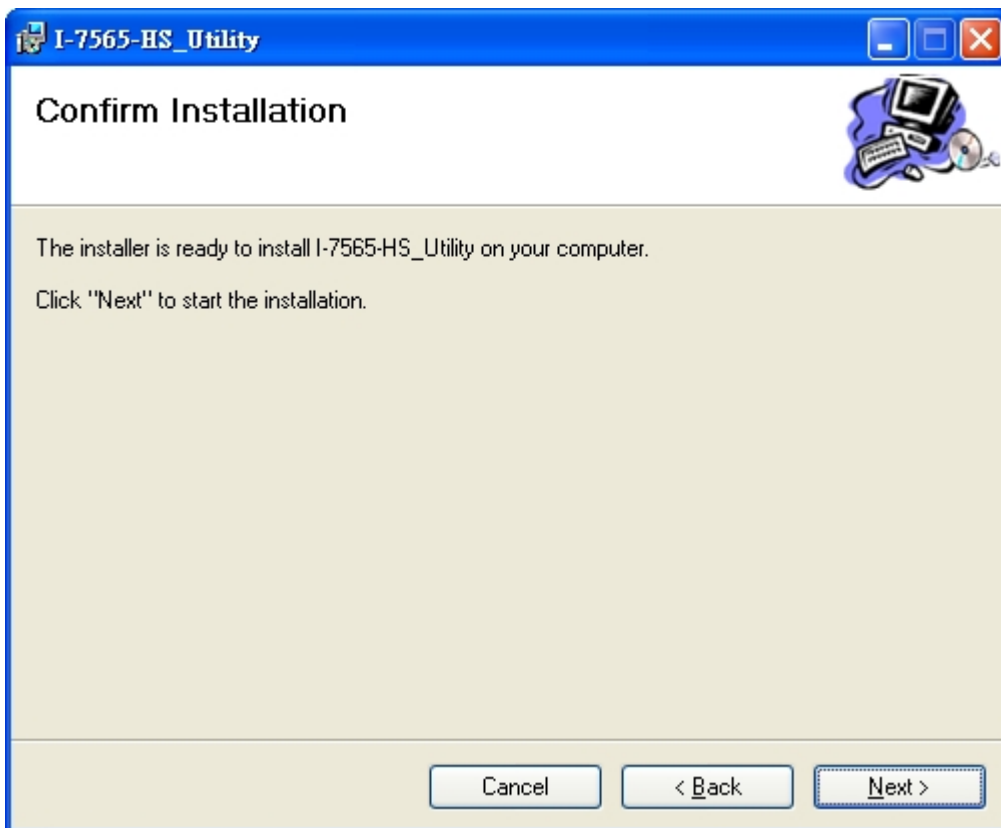 I-7565-HS_Utility
Confirm Installation
The installer is ready to install I-7565-HS_Utility on your computer.
Click "Next" to start the installation.
Cancel
< Back
Next >